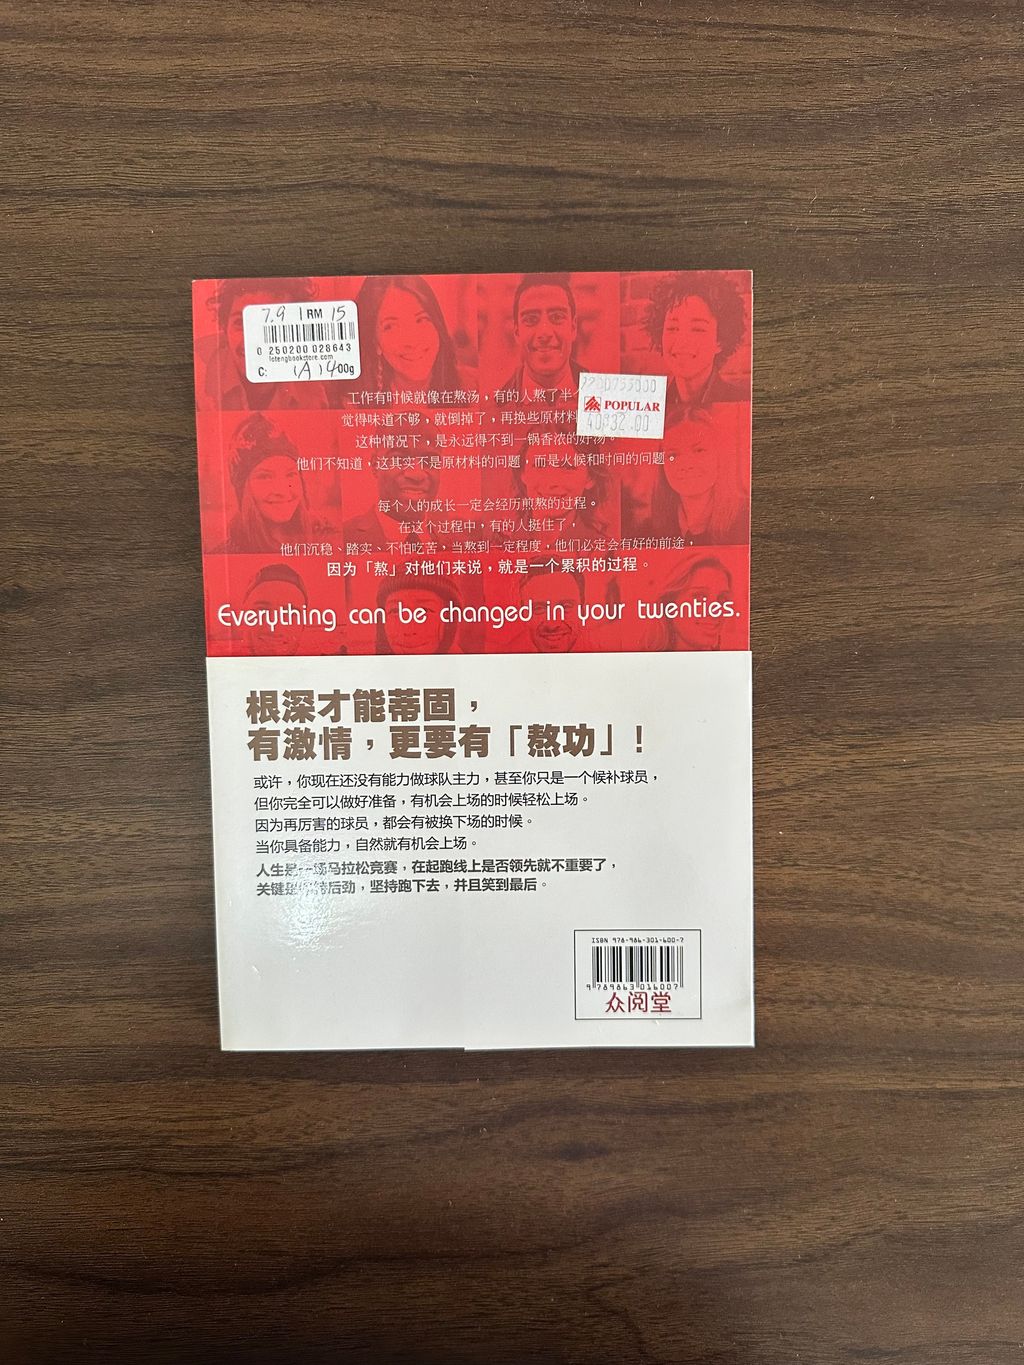 7.9 1 RM 15
0 250200 028643
lotengbookstore.com
C: 1A1400g
工作有时候就像在熬汤，有的人熬了半个
觉得味道不够，就倒掉了，再换些原材料
这种情况下，是永远得不到一锅香浓的好汤。
他们不知道，这其实不是原材料的问题，而是火候和时间的问题。
POPULAR
40932.00
每个人的成长一定会经历煎熬的过程。
在这个过程中，有的人挺住了，
他们沉稳、踏实、不怕吃苦，当熬到一定程度，他们必定会有好的前途，
因为「熬」对他们来说，就是一个累积的过程。
Everything can be changed in your twenties.
根深才能蒂固，
有激情，更要有「熬功」！
或许，你现在还没有能力做球队主力，甚至你只是一个候补球员，
但你完全可以做好准备，有机会上场的时候轻松上场。
因为再厉害的球员，都会有被换下场的时候。
当你具备能力，自然就有机会上场。
人生是一场马拉松竞赛，在起跑线上是否领先就不重要了，
关键是保持后劲，坚持跑下去，并且笑到最后。
ISBN 978-986-301-600-7
9 789863 016007
众阅堂